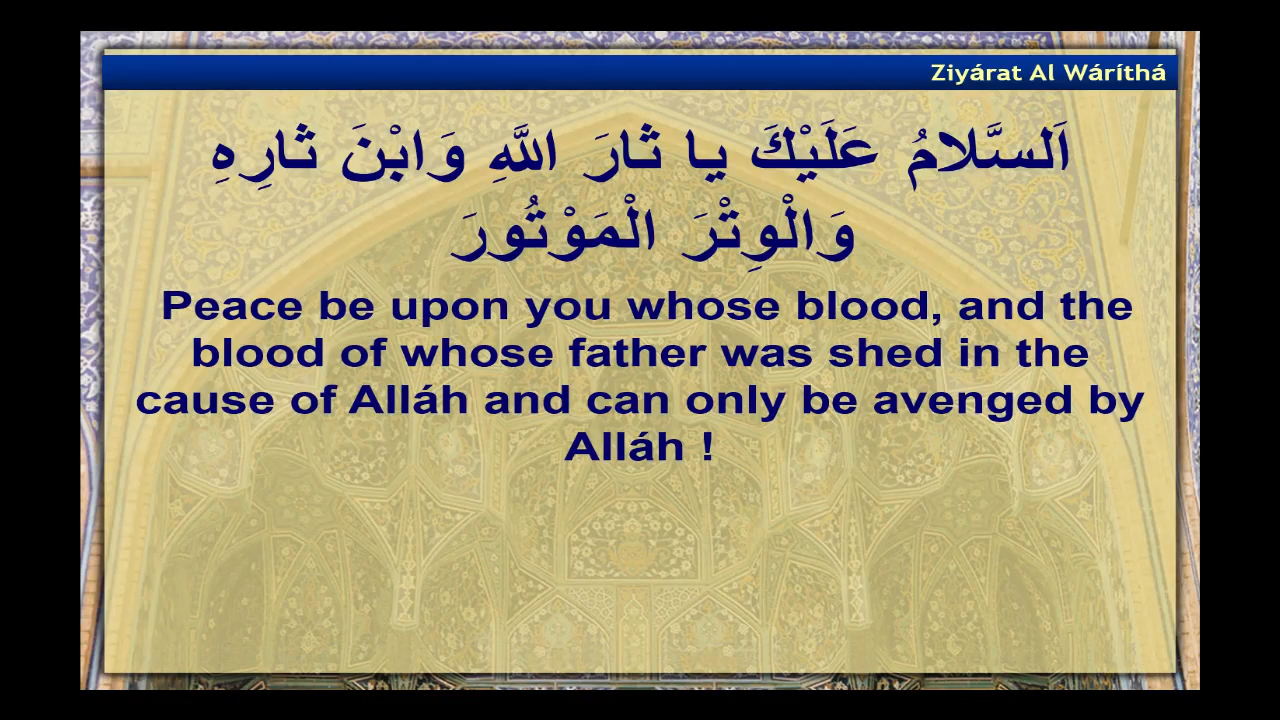 Ziyárat Al Wáríthá
اَلسَّلامُ عَلَيْكَ يا ثارَ اللَّهِ وَابْنَ ثارِهِ
وَالْوِتْرَ الْمَوْتُورَ
Peace be upon you whose blood, and the
blood of whose father was shed in the
cause of Alláh and can only be avenged by
Alláh !